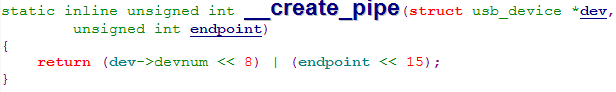 static inline unsigned int __create_pipe(struct usb_device *dev,
unsigned int endpoint)
{
return (dev->devnum << 8) | (endpoint << 15);
}